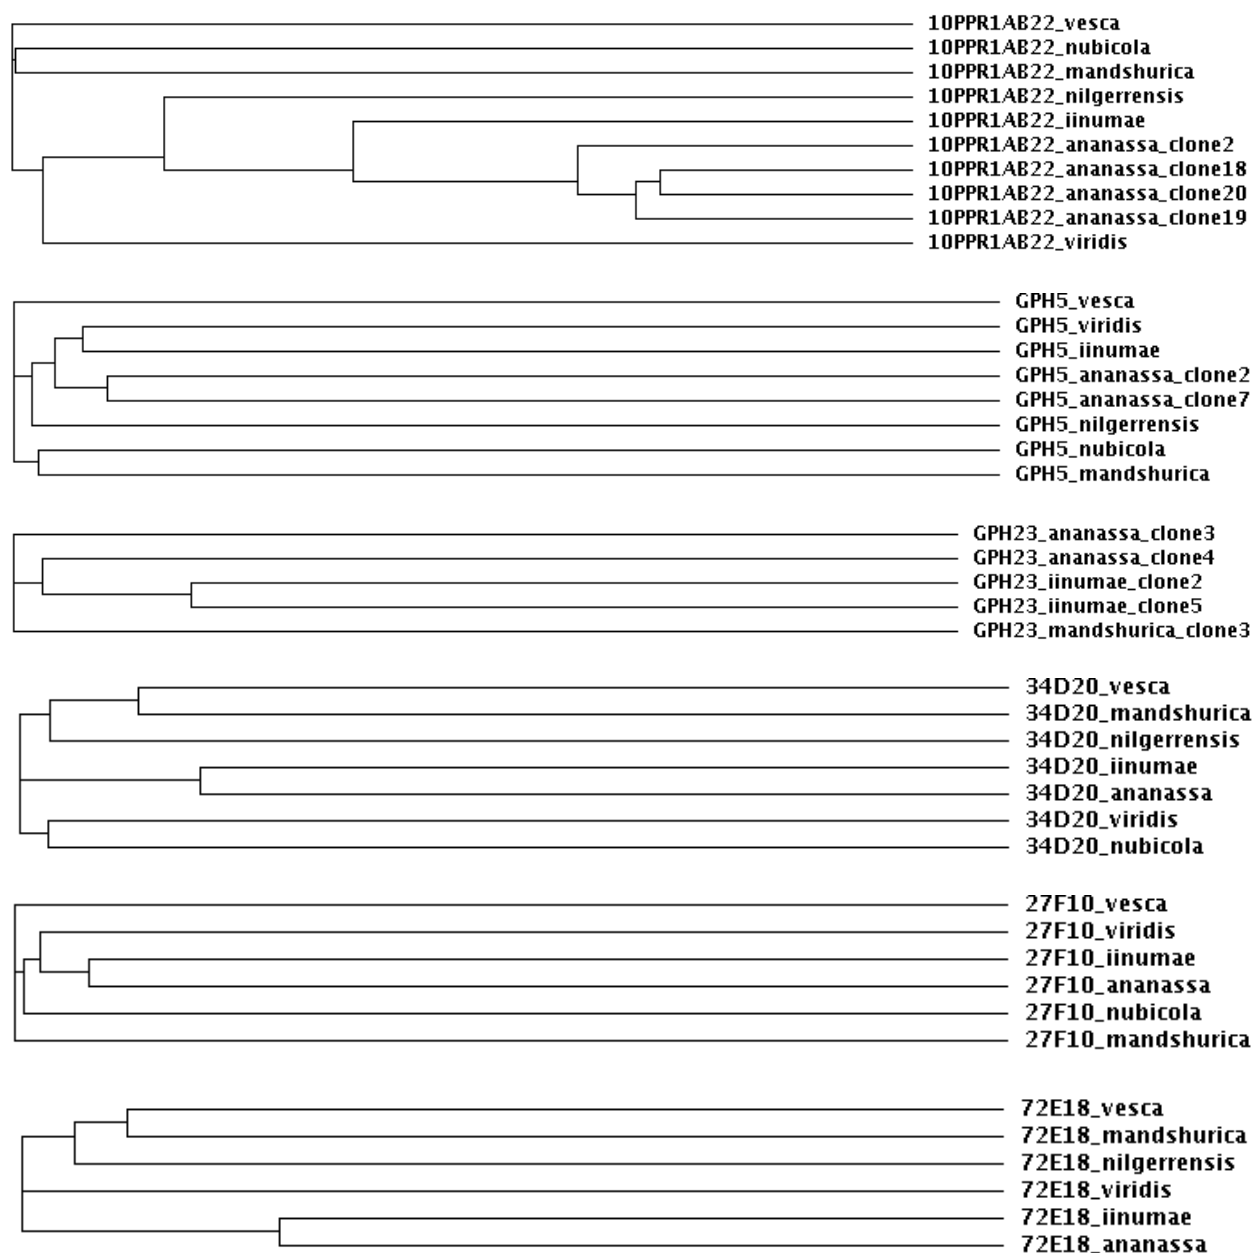 10PPR1AB22_vesca
10PPR1AB22_nubicola
10PPR1AB22_mandshurica
10PPR1AB22_nilgerrensis
10PPR1AB22_iinumae
10PPR1AB22_ananassa_clone2
10PPR1AB22_ananassa_clone18
10PPR1AB22_ananassa_clone20
10PPR1AB22_ananassa_clone19
10PPR1AB22_viridis
GPH5_vesca
GPH5_viridis
GPH5_iinumae
GPH5_ananassa_clone2
GPH5_ananassa_clone7
GPH5_nilgerrensis
GPH5_nubicola
GPH5_mandshurica
GPH23_ananassa_clone3
GPH23_ananassa_clone4
GPH23_iinumae_clone2
GPH23_iinumae_clone5
GPH23_mandshurica_clone3
34D20_vesca
34D20_mandshurica
34D20_nilgerrensis
34D20_iinumae
34D20_ananassa
34D20_viridis
34D20_nubicola
27F10_vesca
27F10_viridis
27F10_iinumae
27F10_ananassa
27F10_nubicola
27F10_mandshurica
72E18_vesca
72E18_mandshurica
72E18_nilgerrensis
72E18_viridis
72E18_iinumae
72E18_ananassa